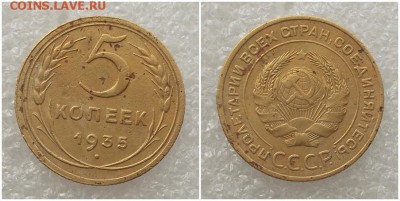 COINS.LAVE.RU
5
КОПЕЕК
1935
ПРОЛЕТАРИИ ВСЕХ СТРАН СОЕДИНЯЙТЕСЬ!
СССР